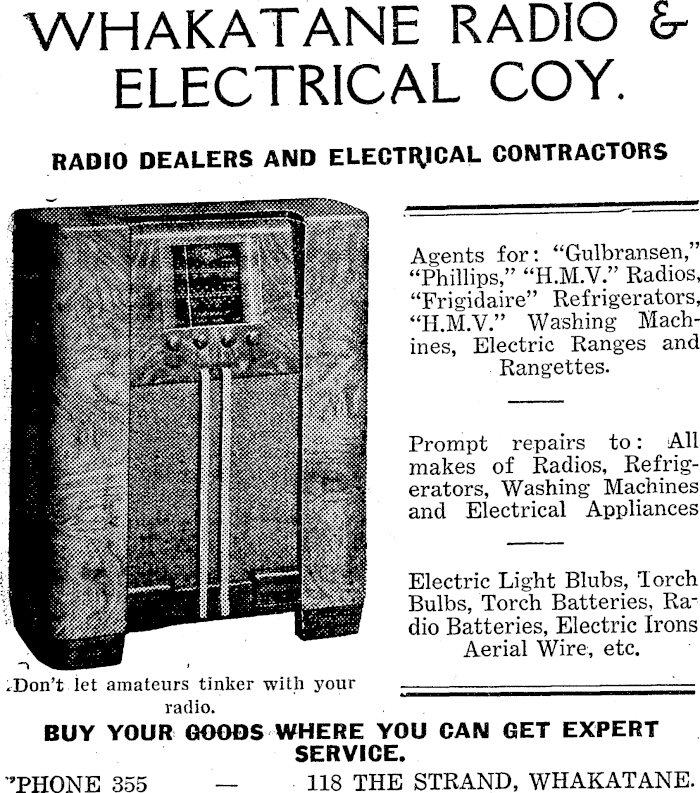 WHAKATANE RADIO &
ELECTRICAL COY.
RADIO DEALERS AND ELECTRICAL CONTRACTORS
Agents for: “Gulbransen,”
“Phillips,” “H.M.V.” Radios,
“Frigidaire” Refrigerators,
“H.M.V.” Washing Mach-
ines, Electric Ranges and
Rangettes.
Prompt repairs to: All
makes of Radios, Refrig-
erators, Washing Machines
and Electrical Appliances
Electric Light Blubs, Torch
Bulbs, Torch Batteries, Ra-
dio Batteries, Electric Irons
Aerial Wire, etc.
Don't let amateurs tinker with your
radio.
BUY YOUR GOODS WHERE YOU CAN GET EXPERT
SERVICE.
'PHONE 355 — 118 THE STRAND, WHAKATANE.